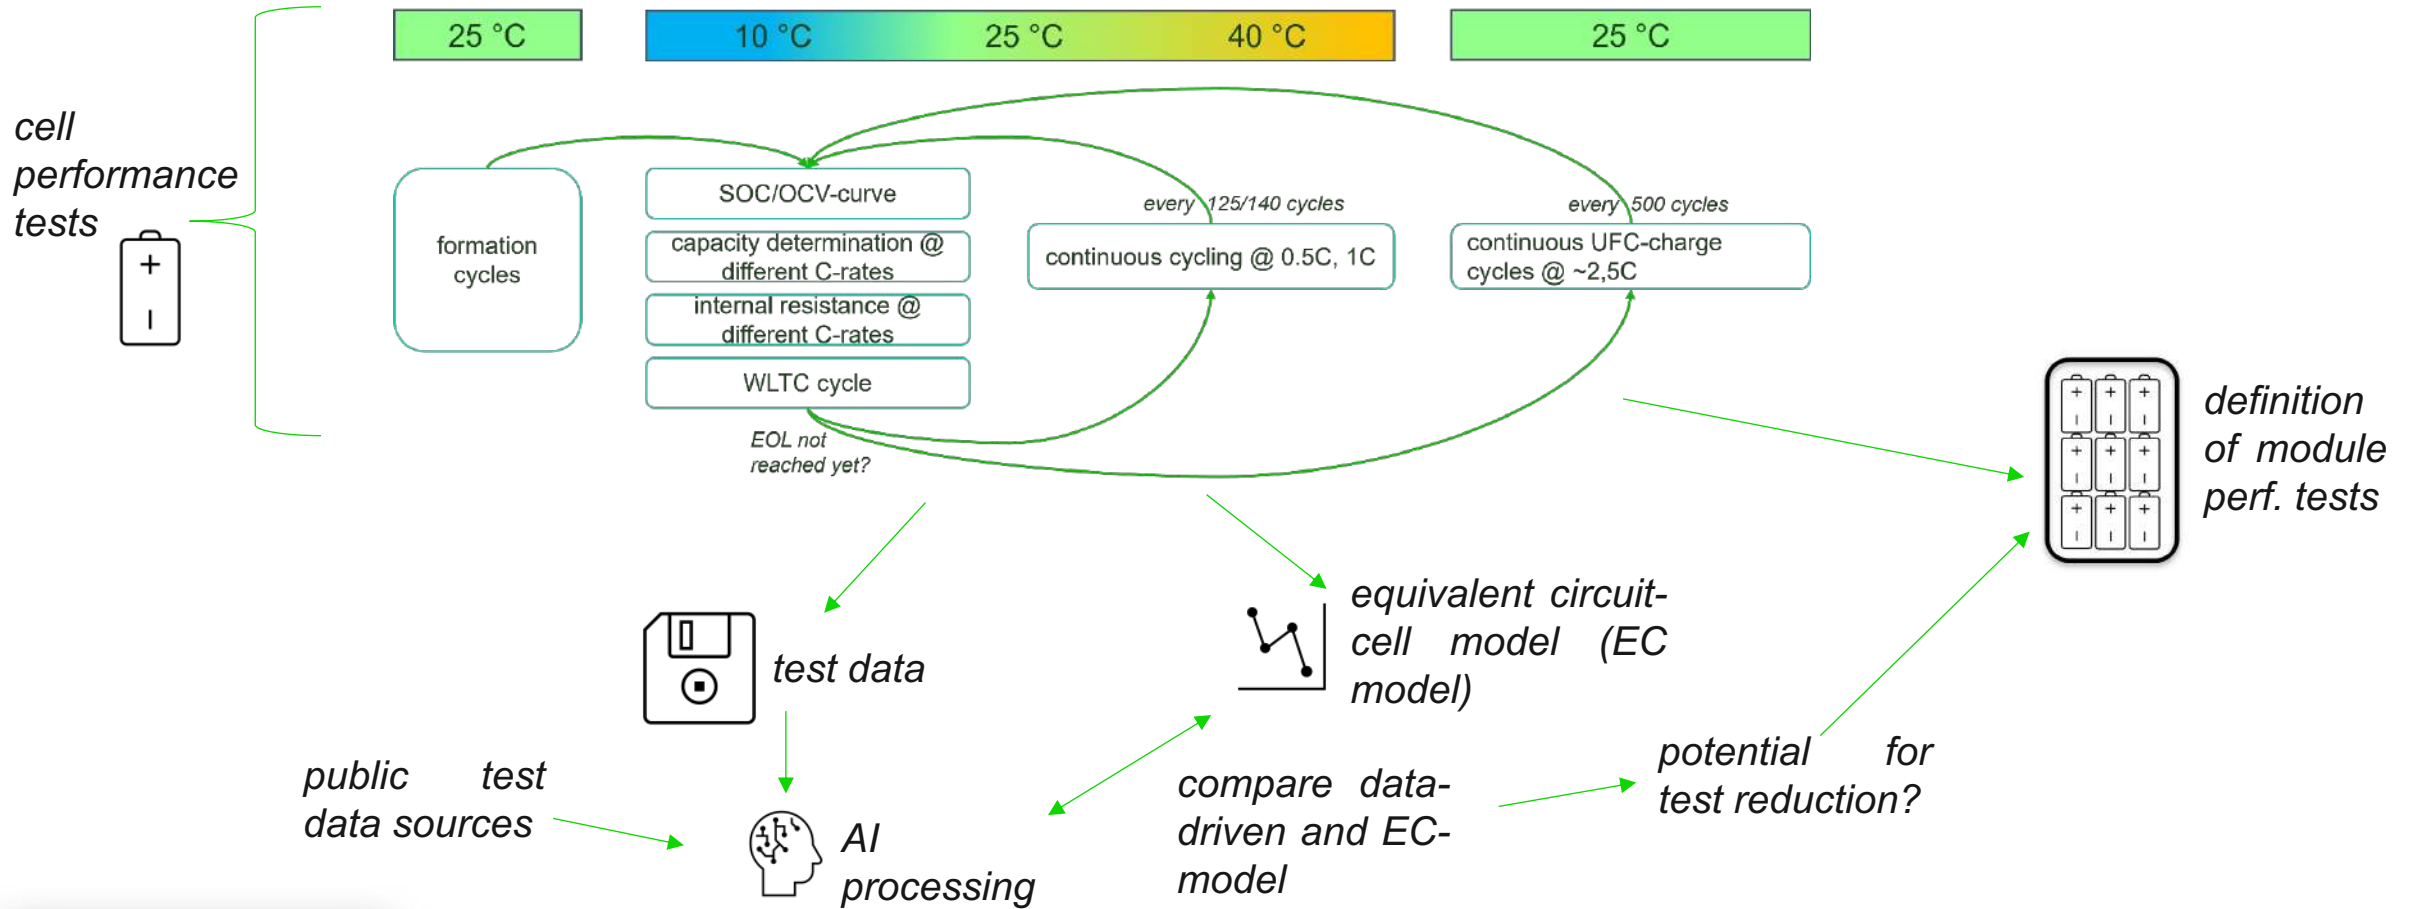 25 °C
10 °C
25 °C
40 °C
25 °C
cell
performance
tests
+
formation
cycles
SOC/OCV-curve
capacity determination @
different C-rates
internal resistance @
different C-rates
WLTC cycle
EOL not
reached yet?
every 125/140 cycles
continuous cycling @ 0.5C, 1C
every 500 cycles
continuous UFC-charge
cycles @ ~2,5C
+ + +
+ + +
+ + +
definition
of module
perf. tests
test data
equivalent circuit-
cell model (EC
model)
public test
data sources
AI
processing
compare data-
driven and EC-
model
potential for
test reduction?